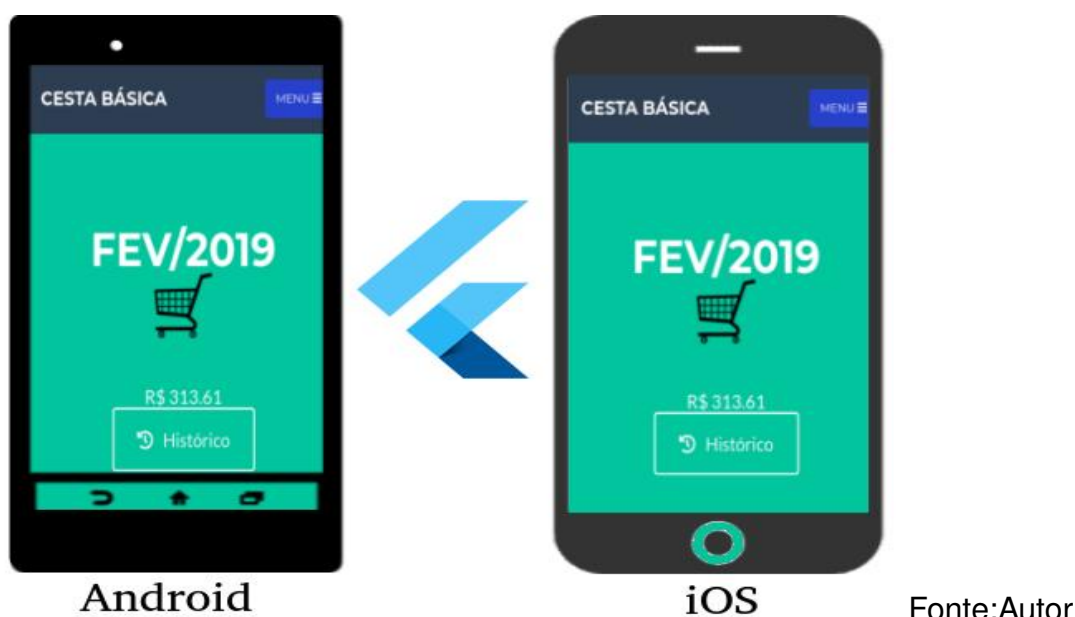 CESTA BÁSICA
MENU
FEV/2019
R$ 313.61
Histórico
Android
CESTA BÁSICA
MENU
FEV/2019
R$ 313.61
Histórico
iOS
Fonte:Autor